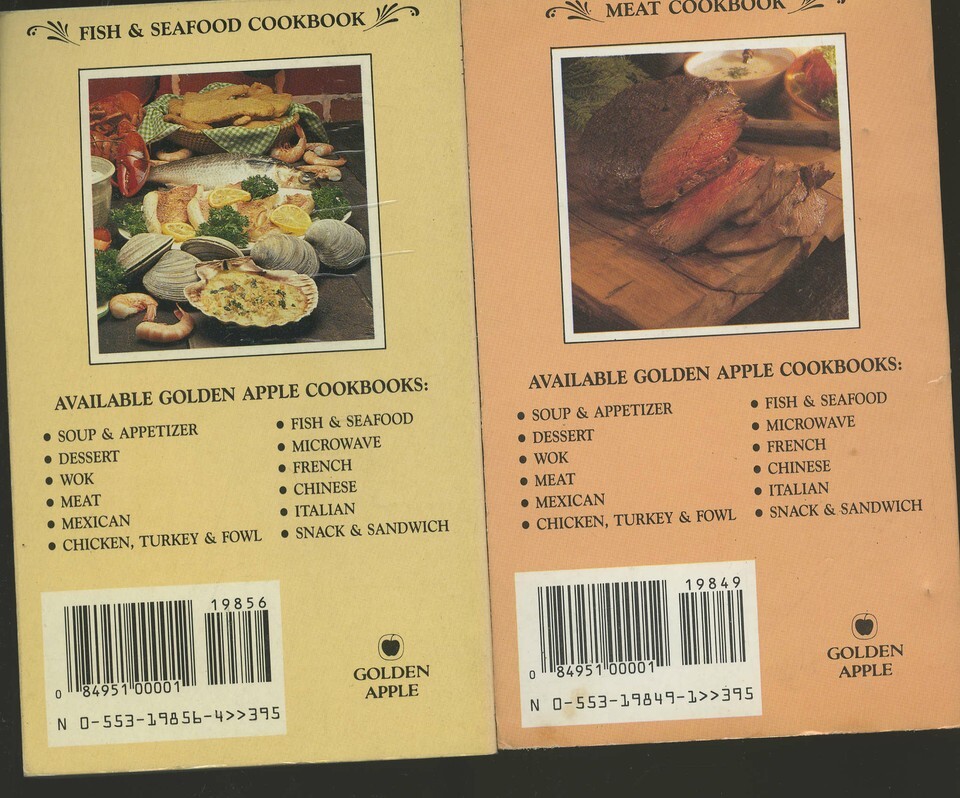 FISH & SEAFOOD COOKBOOK
AVAILABLE GOLDEN APPLE COOKBOOKS:
• SOUP & APPETIZER
• DESSERT
• WOK
• MEAT
• MEXICAN
• CHICKEN, TURKEY & FOWL
• FISH & SEAFOOD
• MICROWAVE
• FRENCH
• CHINESE
• ITALIAN
• SNACK & SANDWICH
19856
0 84951 00001
N 0-553-19856-4>>395
GOLDEN
APPLE
MEAT COOKBOOK
AVAILABLE GOLDEN APPLE COOKBOOKS:
• SOUP & APPETIZER
• DESSERT
• WOK
• MEAT
• MEXICAN
• CHICKEN, TURKEY & FOWL
• FISH & SEAFOOD
• MICROWAVE
• FRENCH
• CHINESE
• ITALIAN
• SNACK & SANDWICH
19849
0 84951 00001
N 0-553-19849-1>>395
GOLDEN
APPLE